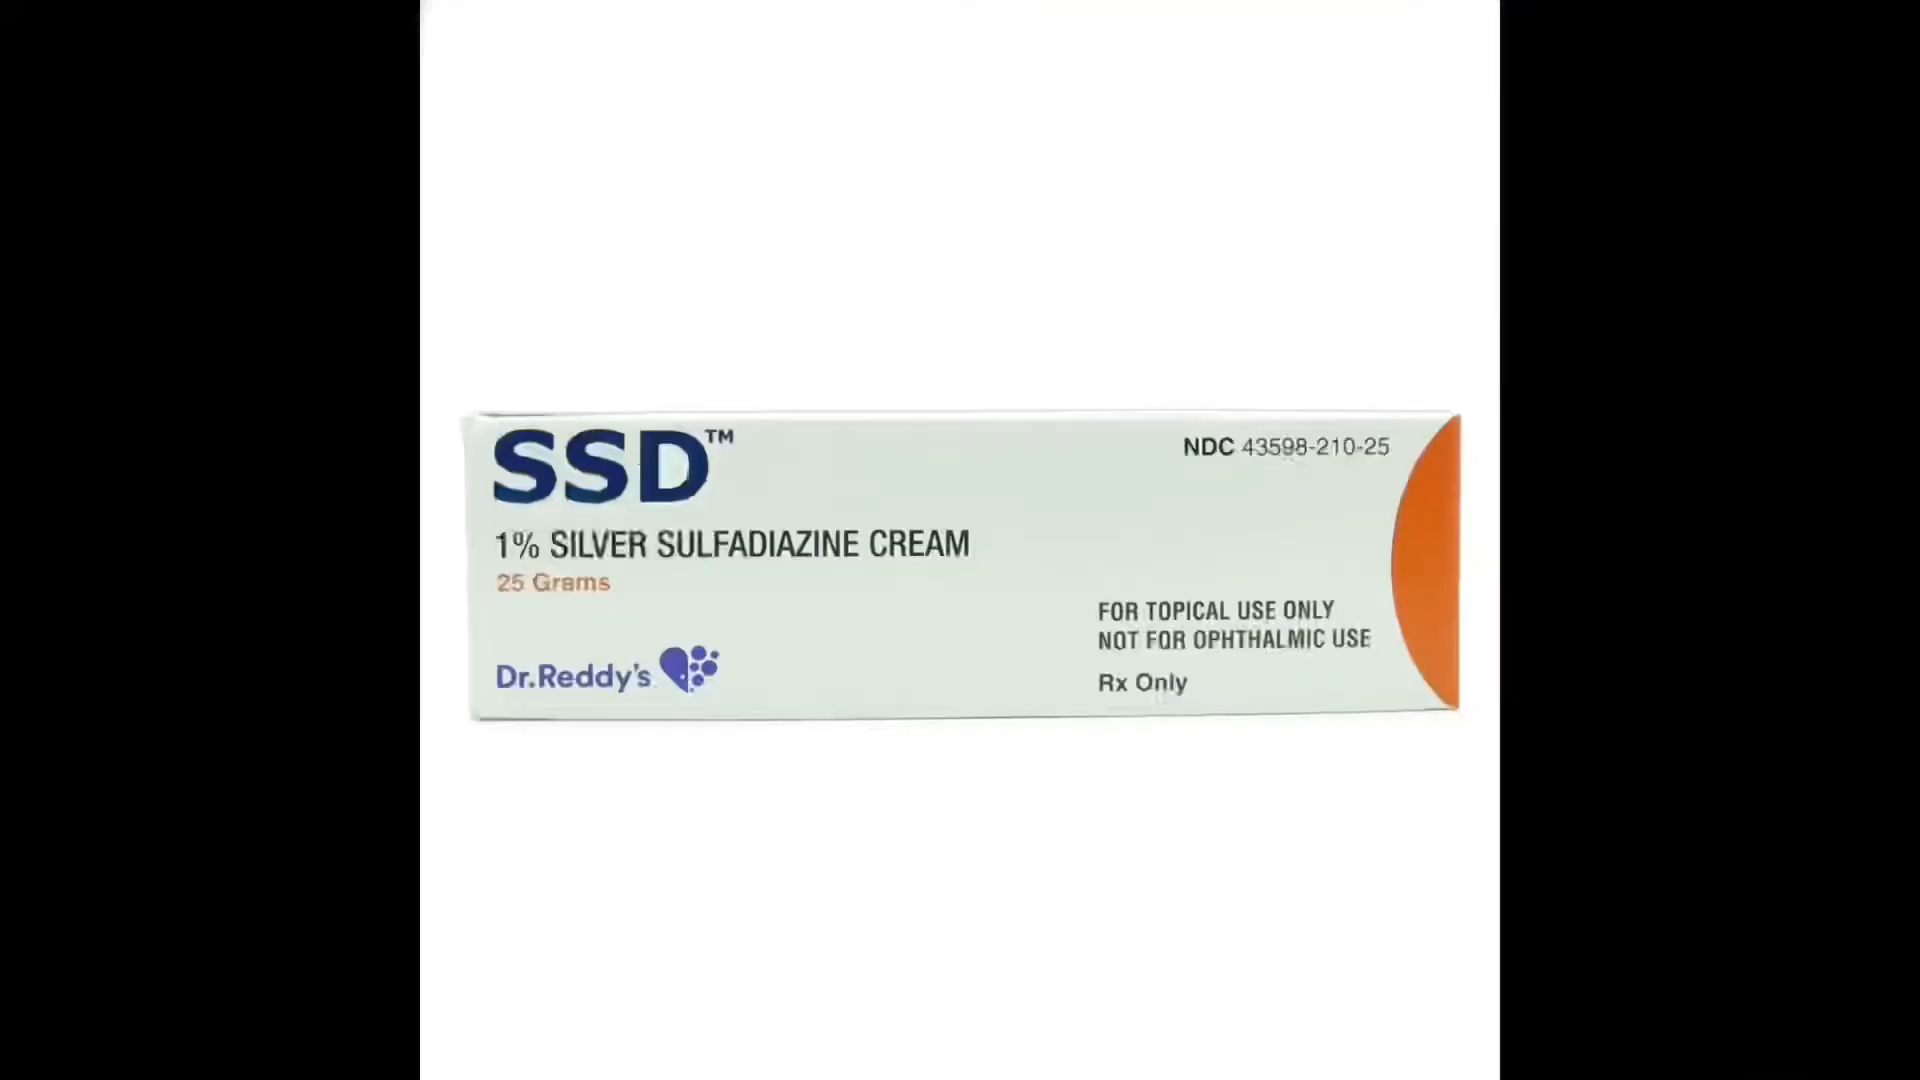 SSD™
NDC 43598-210-25
1% SILVER SULFADIAZINE CREAM
25 Grams
FOR TOPICAL USE ONLY
NOT FOR OPHTHALMIC USE
Dr.Reddy's
Rx Only